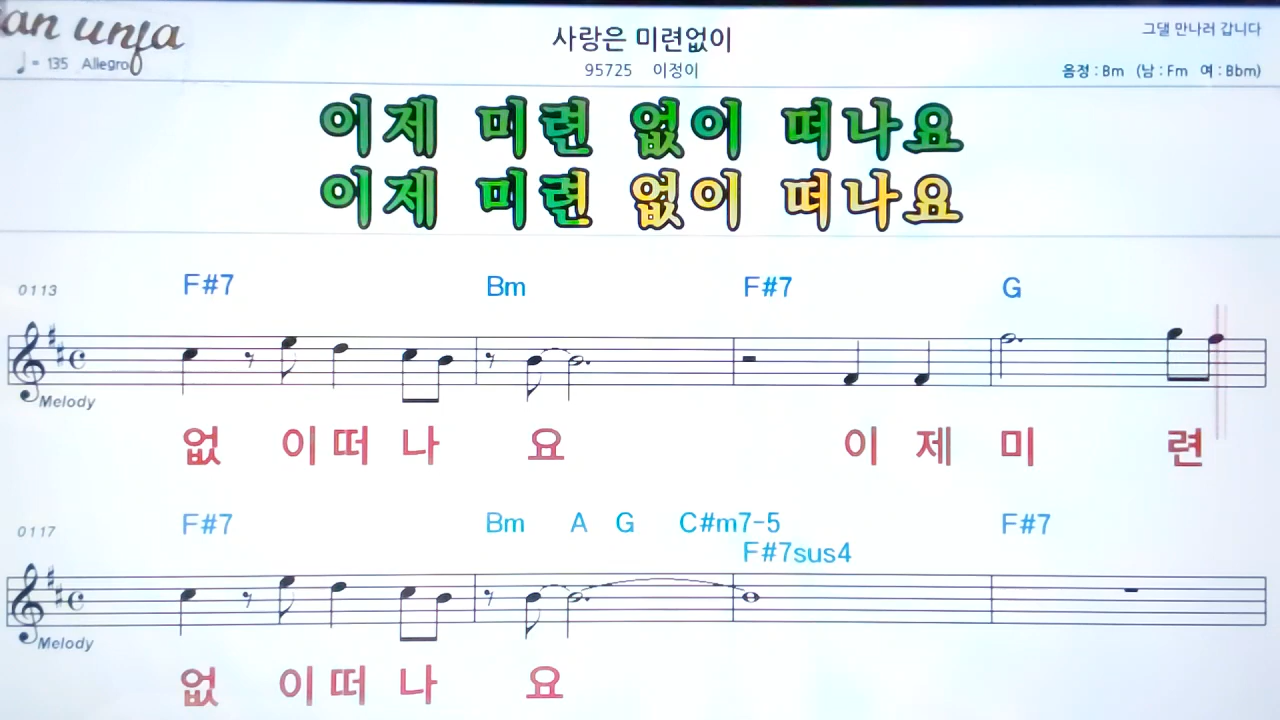 an unfa
사랑은 미련없이
그댈 만나러 갑니다
♩= 135 Allegro
95725 이정이
음정 : Bm (남 : Fm 여 : Bbm)
이제 미련 없이 떠나요
이제 미련 없이 떠나요
0113 F#7 Bm F#7 G
Melody
없 이 떠 나 요 이 제 미 련
0117 F#7 Bm A G C#m7-5 F#7
F#7sus4
Melody
없 이 떠 나 요